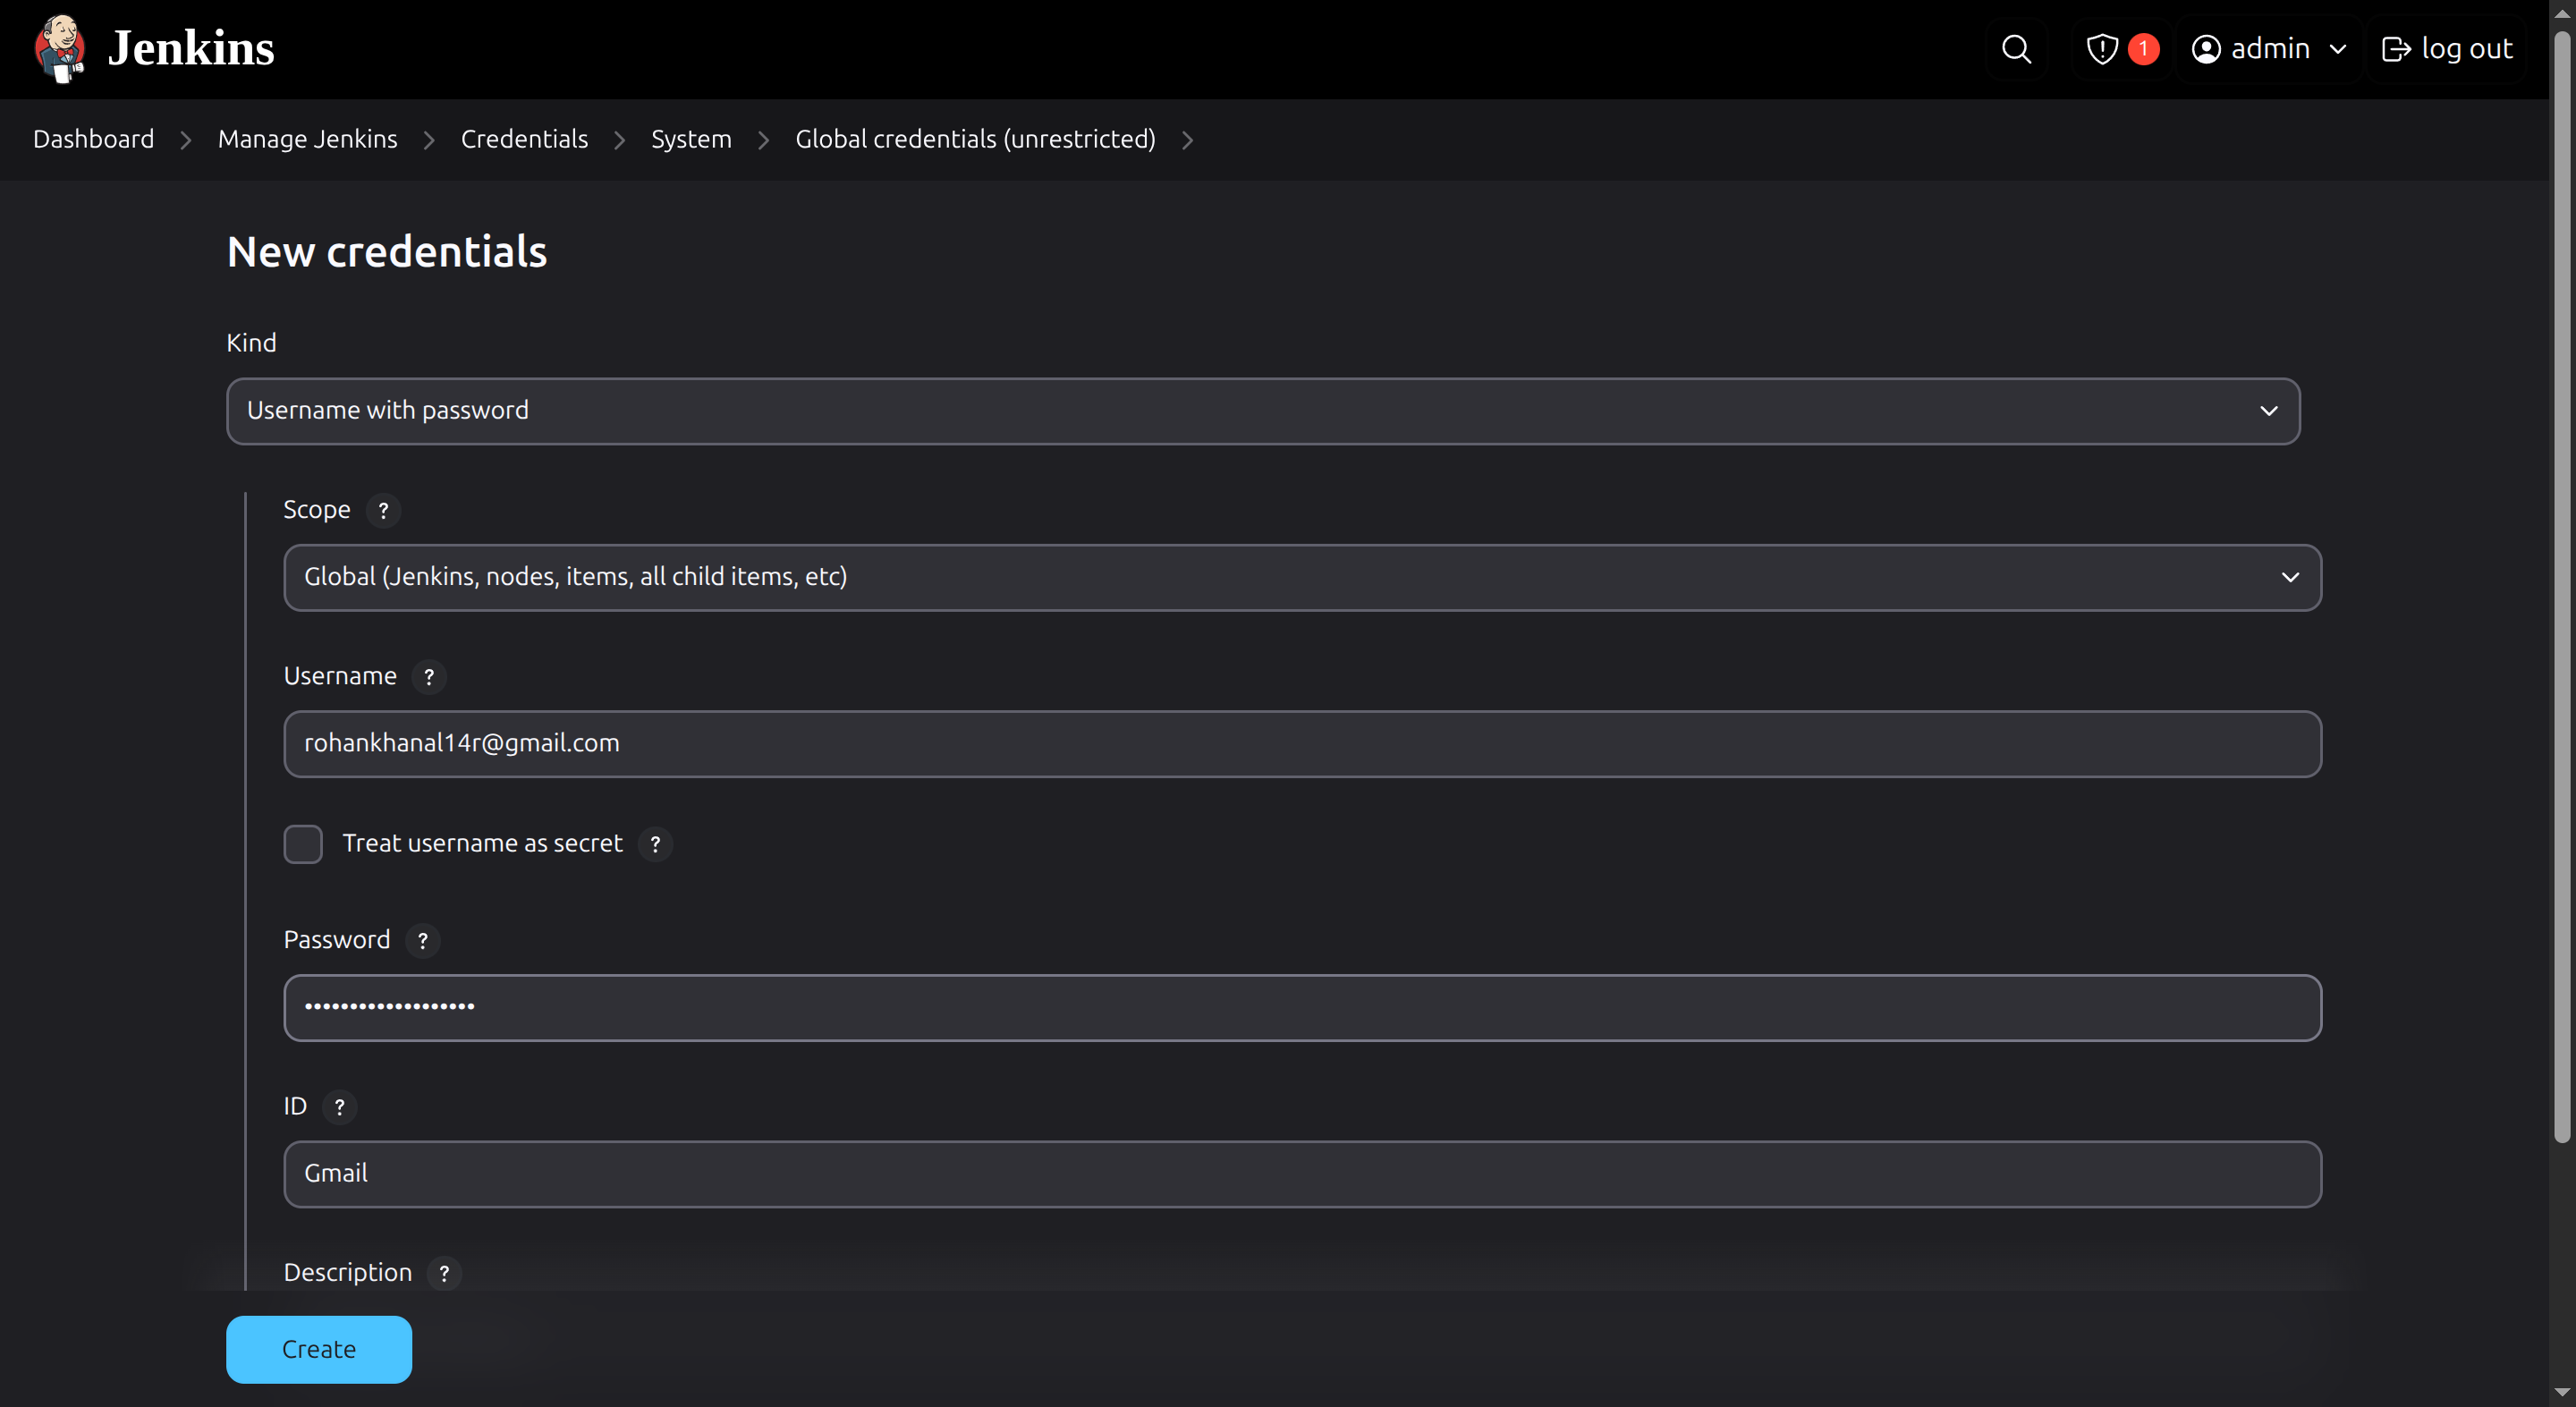 Jenkins
1 admin log out
Dashboard Manage Jenkins Credentials System Global credentials (unrestricted)
New credentials
Kind
Username with password
Scope ?
Global (Jenkins, nodes, items, all child items, etc)
Username ?
rohankhanal14r@gmail.com
Treat username as secret ?
Password ?
•••••••••••••••••••
ID ?
Gmail
Description ?
Create